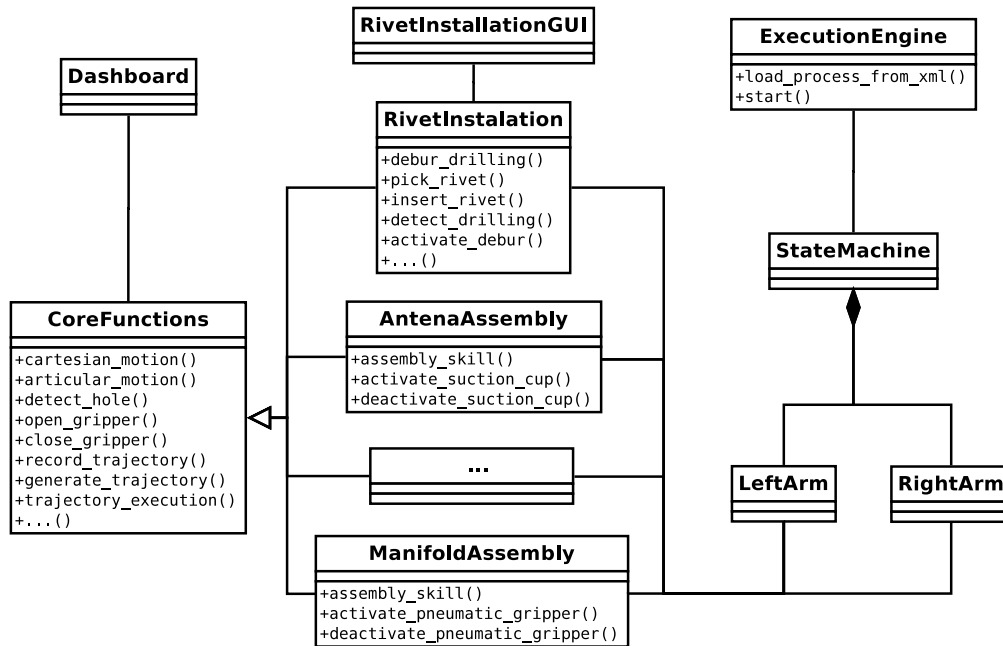 RivetInstallationGUI
ExecutionEngine
+load_process_from_xml()
+start()
Dashboard
RivetInstalation
+debur_drilling()
+pick_rivet()
+insert_rivet()
+detect_drilling()
+activate_debur()
+...()
StateMachine
CoreFunctions
+cartesian_motion()
+articular_motion()
+detect_hole()
+open_gripper()
+close_gripper()
+record_trajectory()
+generate_trajectory()
+trajectory_execution()
+...()
AntenaAssembly
+assembly_skill()
+activate_suction_cup()
+deactivate_suction_cup()
...
LeftArm
RightArm
ManifoldAssembly
+assembly_skill()
+activate_pneumatic_gripper()
+deactivate_pneumatic_gripper()